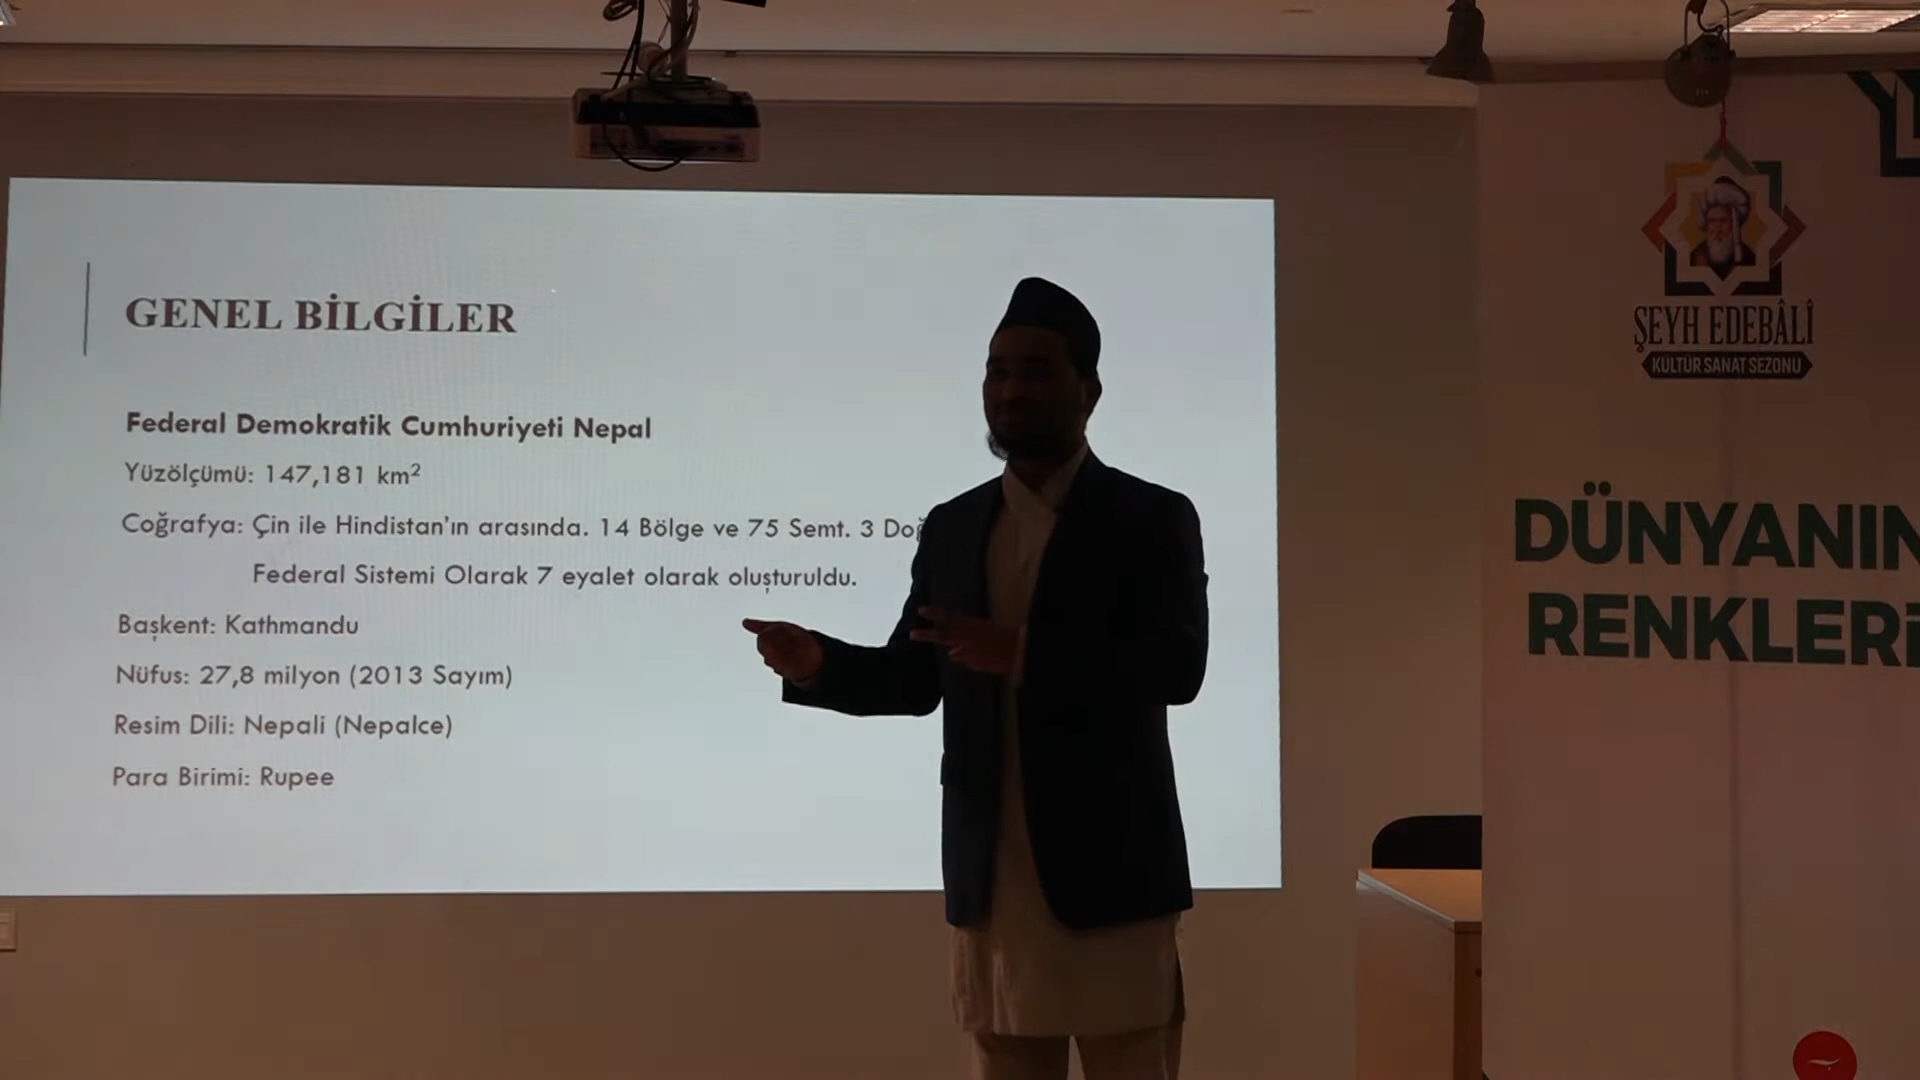 GENEL BİLGİLER
Federal Demokratik Cumhuriyeti Nepal
Yüzölçümü: 147,181 km²
Coğrafya: Çin ile Hindistan'ın arasında. 14 Bölge ve 75 Semt. 3
Federal Sistemi Olarak 7 eyalet olarak oluşturuldu.
Başkent: Kathmandu
Nüfus: 27,8 milyon (2013 Sayım)
Resim Dili: Nepali (Nepalce)
Para Birimi: Rupee
ŞEYH EDEBÂLİ
KÜLTÜR SANAT SEZONU
DÜNYANIN
RENKLERİ